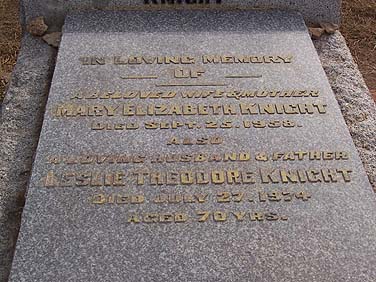 KNIGHT
IN LOVING MEMORY
OF
A BELOVED WIFE & MOTHER
MARY ELIZABETH KNIGHT
DIED SEPT. 25. 1958.
ALSO
A LOVING HUSBAND & FATHER
LESLIE THEODORE KNIGHT
DIED JULY 27. 1974
AGED 70 YRS.